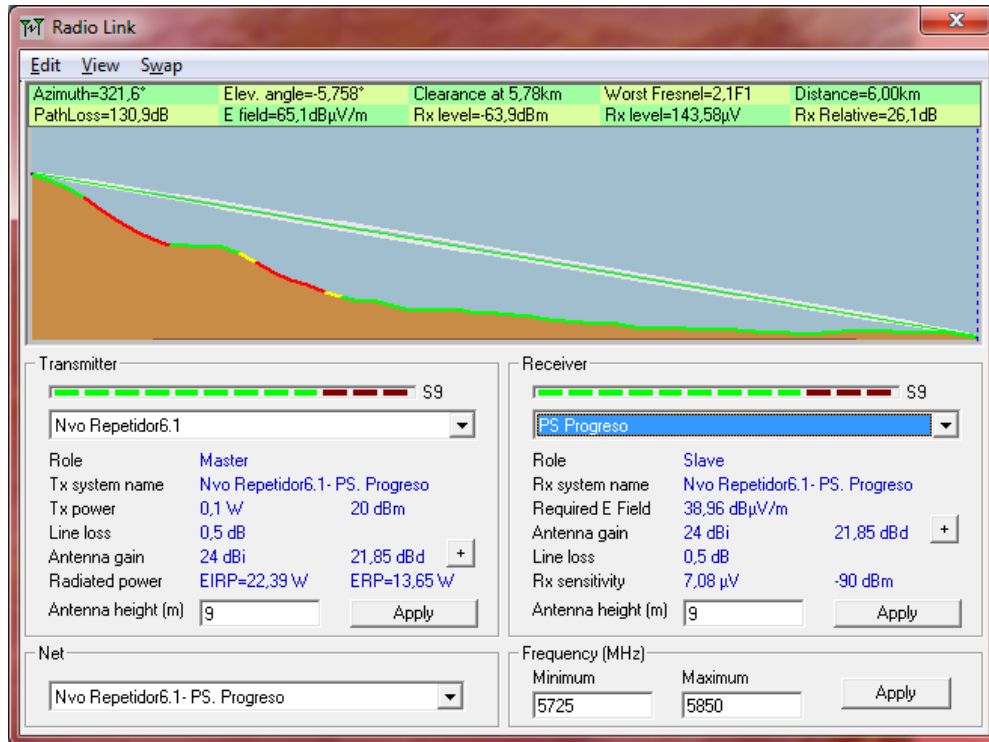 Radio Link
Edit View Swap
Azimuth=321,6° Elev. angle=-5,758° Clearance at 5,78km Worst Fresnel=2,1F1 Distance=6,00km
PathLoss=130,9dB E field=65,1dBµV/m Rx level=-63,9dBm Rx level=143,58µV Rx Relative=26,1dB
Transmitter
S9
Nvo Repetidor6.1
Role Master
Tx system name Nvo Repetidor6.1- PS. Progreso
Tx power 0,1 W 20 dBm
Line loss 0,5 dB
Antenna gain 24 dBi 21,85 dBd +
Radiated power EIRP=22,39 W ERP=13,65 W
Antenna height (m) 9 Apply
Receiver
S9
PS Progreso
Role Slave
Rx system name Nvo Repetidor6.1- PS. Progreso
Required E Field 38,96 dBµV/m
Antenna gain 24 dBi 21,85 dBd +
Line loss 0,5 dB
Rx sensitivity 7,08 µV -90 dBm
Antenna height (m) 9 Apply
Net
Nvo Repetidor6.1- PS. Progreso
Frequency (MHz)
Minimum Maximum
5725 5850 Apply